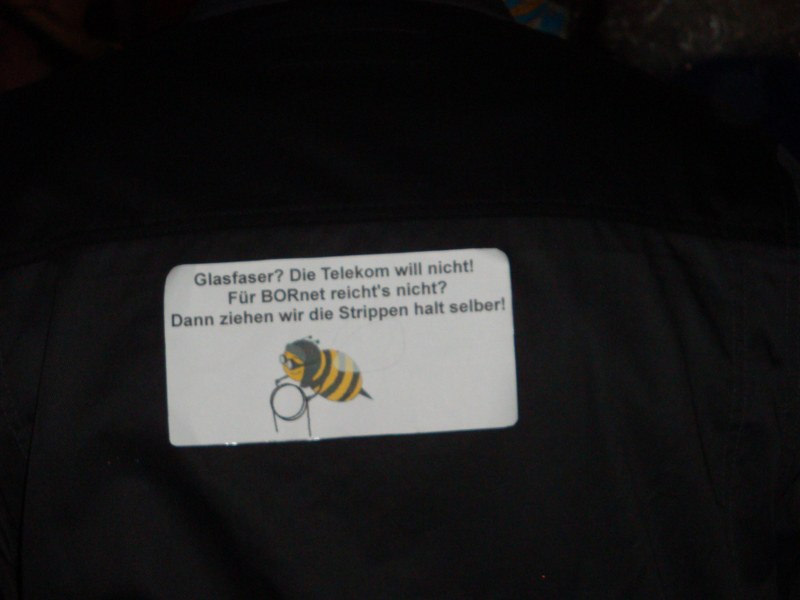 Glasfaser? Die Telekom will nicht!
Für BORnet reicht's nicht?
Dann ziehen wir die Strippen halt selber!